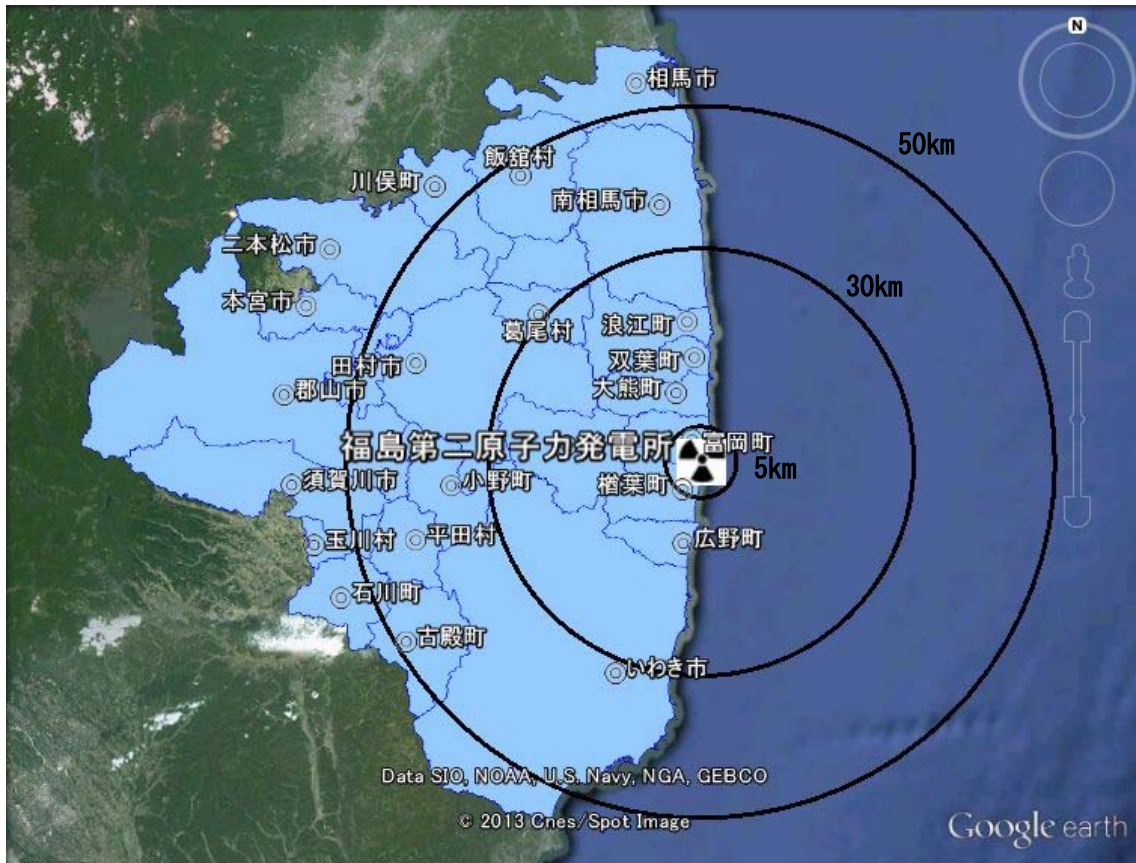 N
相馬市
50km
飯舘村
川俣町
南相馬市
二本松市
30km
本宮市
葛尾村
浪江町
田村市
双葉町
郡山市
大熊町
福島第二原子力発電所
富岡町
5km
須賀川市
小野町
楢葉町
玉川村
平田村
広野町
石川町
古殿町
いわき市
Data SIO, NOAA, U.S. Navy, NGA, GEBCO
© 2013 Cnes/Spot Image
Google earth